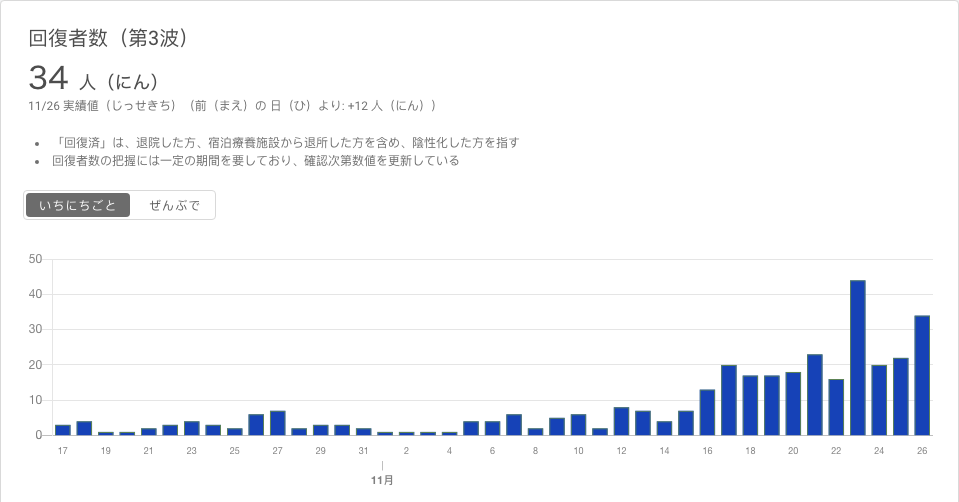 回復者数（第3波）
34 人（にん）
11/26 実績値（じっせきち）（前（まえ）の 日（ひ）より: +12 人（にん））
• 「回復済」は、退院した方、宿泊療養施設から退所した方を含め、陰性化した方を指す
• 回復者数の把握には一定の期間を要しており、確認次第数値を更新している
いちにちごと ぜんぶで
50
40
30
20
10
0
17 19 21 23 25 27 29 31 2 4 6 8 10 12 14 16 18 20 22 24 26
11月